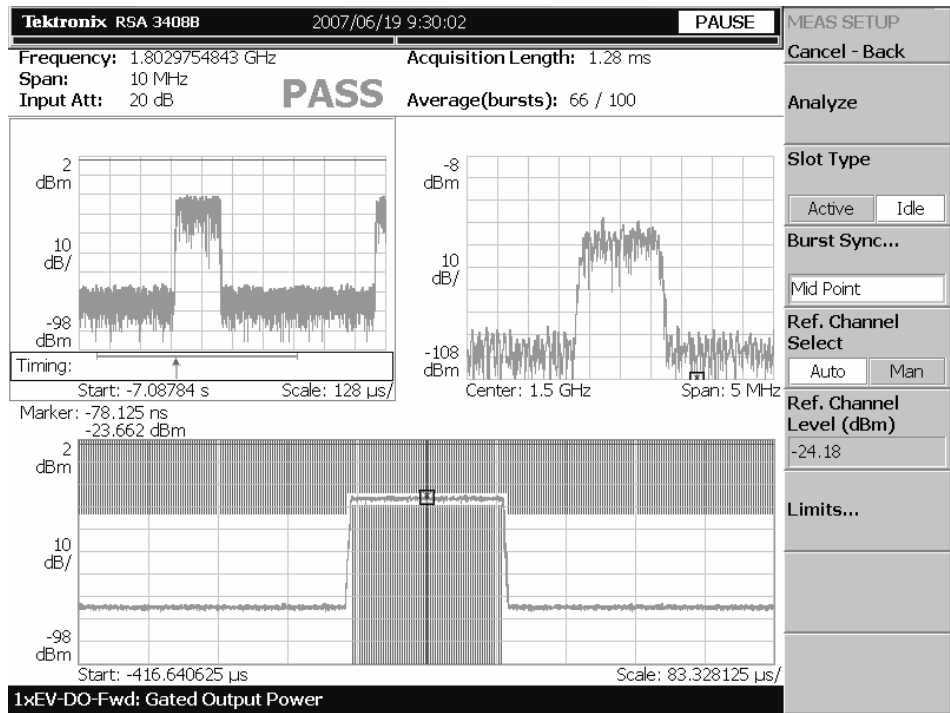 Tektronix RSA 3408B 2007/06/19 9:30:02 PAUSE
Frequency: 1.8029754843 GHz
Span: 10 MHz
Input Att: 20 dB
PASS
Acquisition Length: 1.28 ms
Average(bursts): 66 / 100
2
dBm
10
dB/
-98
dBm
Timing:
Start: -7.08784 s Scale: 128 µs/
-8
dBm
10
dB/
-108
dBm
Center: 1.5 GHz Span: 5 MHz
Marker: -78.125 ns
-23.662 dBm
2
dBm
10
dB/
-98
dBm
Start: -416.640625 µs Scale: 83.328125 µs/
1xEV-DO-Fwd: Gated Output Power
MEAS SETUP
Cancel - Back
Analyze
Slot Type
Active Idle
Burst Sync...
Mid Point
Ref. Channel
Select
Auto Man
Ref. Channel
Level (dBm)
-24.18
Limits...